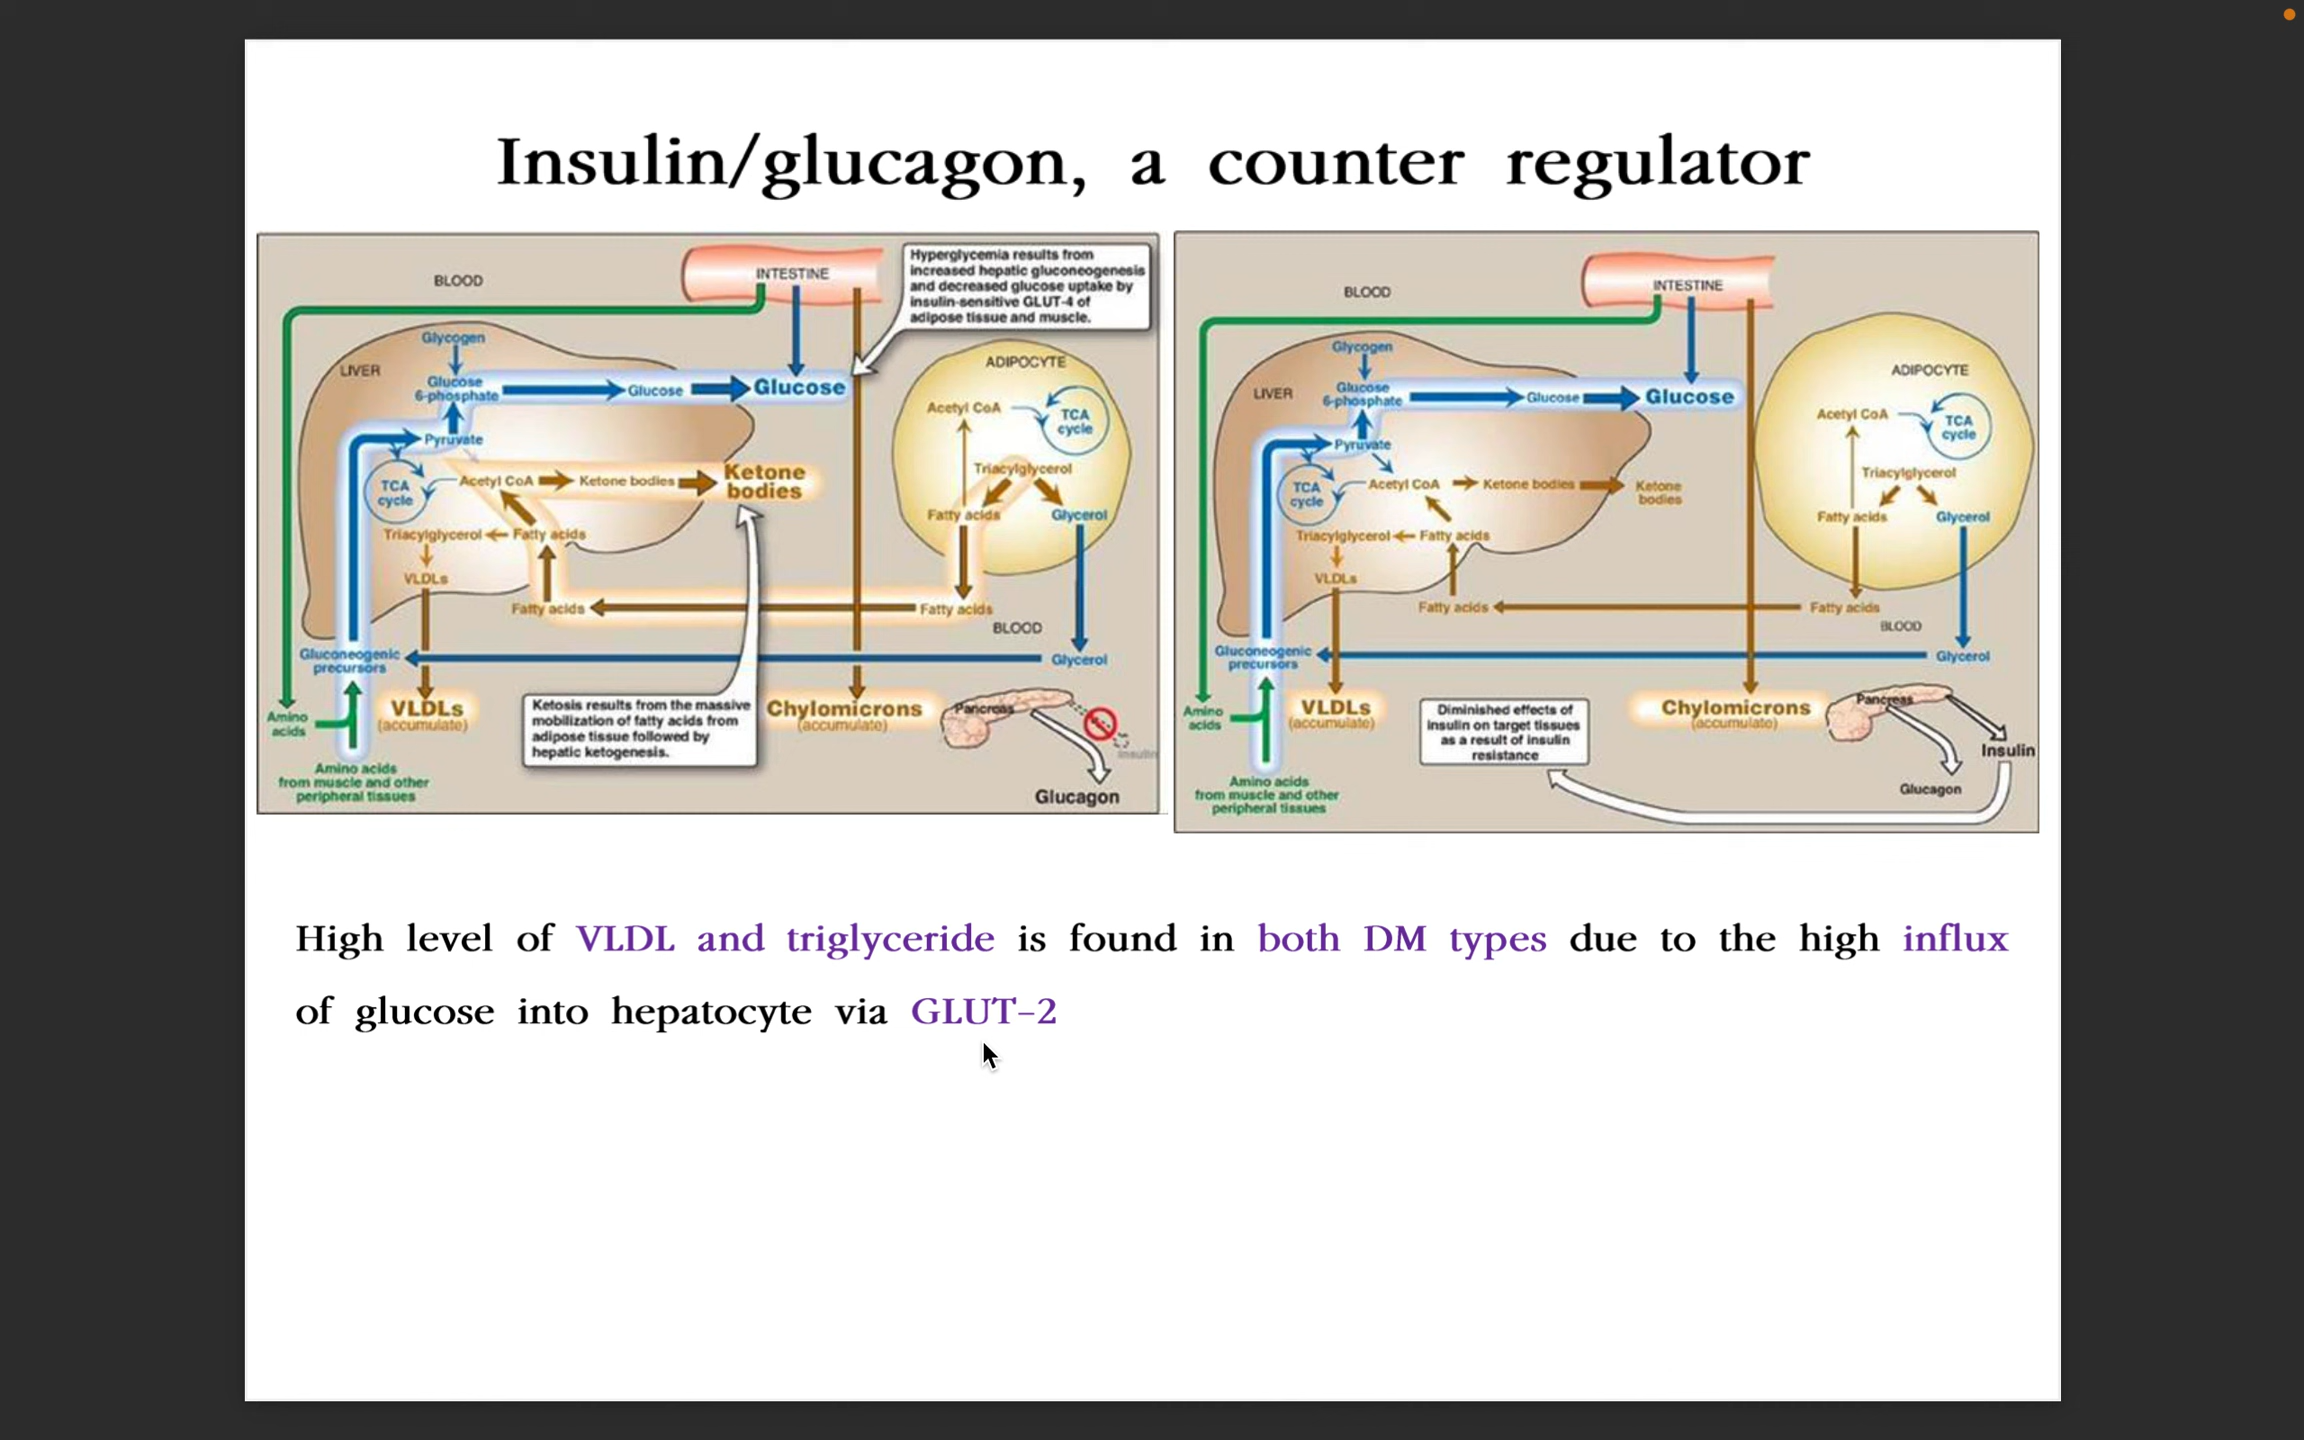 Insulin/glucagon, a counter regulator
BLOOD
INTESTINE
Hyperglycemia results from
increased hepatic gluconeogenesis
and decreased glucose uptake by
insulin-sensitive GLUT-4 of
adipose tissue and muscle.
LIVER
Glycogen
Glucose
6-phosphate
Glucose
Glucose
Pyruvate
TCA
cycle
Acetyl CoA
Ketone bodies
Ketone
bodies
Triacylglycerol
Fatty acids
VLDLs
Fatty acids
ADIPOCYTE
Acetyl CoA
TCA
cycle
Triacylglycerol
Fatty acids
Glycerol
Fatty acids
BLOOD
Glycerol
Gluconeogenic
precursors
Amino
acids
VLDLs
(accumulate)
Ketosis results from the massive
mobilization of fatty acids from
adipose tissue followed by
hepatic ketogenesis.
Chylomicrons
(accumulate)
Pancreas
Insulin
Glucagon
Amino acids
from muscle and other
peripheral tissues
BLOOD
INTESTINE
LIVER
Glycogen
Glucose
6-phosphate
Glucose
Glucose
Pyruvate
TCA
cycle
Acetyl CoA
Ketone bodies
Ketone
bodies
Triacylglycerol
Fatty acids
VLDLs
Fatty acids
ADIPOCYTE
Acetyl CoA
TCA
cycle
Triacylglycerol
Fatty acids
Glycerol
Fatty acids
BLOOD
Glycerol
Gluconeogenic
precursors
Amino
acids
VLDLs
(accumulate)
Diminished effects of
insulin on target tissues
as a result of insulin
resistance
Chylomicrons
(accumulate)
Pancreas
Insulin
Glucagon
Amino acids
from muscle and other
peripheral tissues
High level of VLDL and triglyceride is found in both DM types due to the high influx
of glucose into hepatocyte via GLUT-2